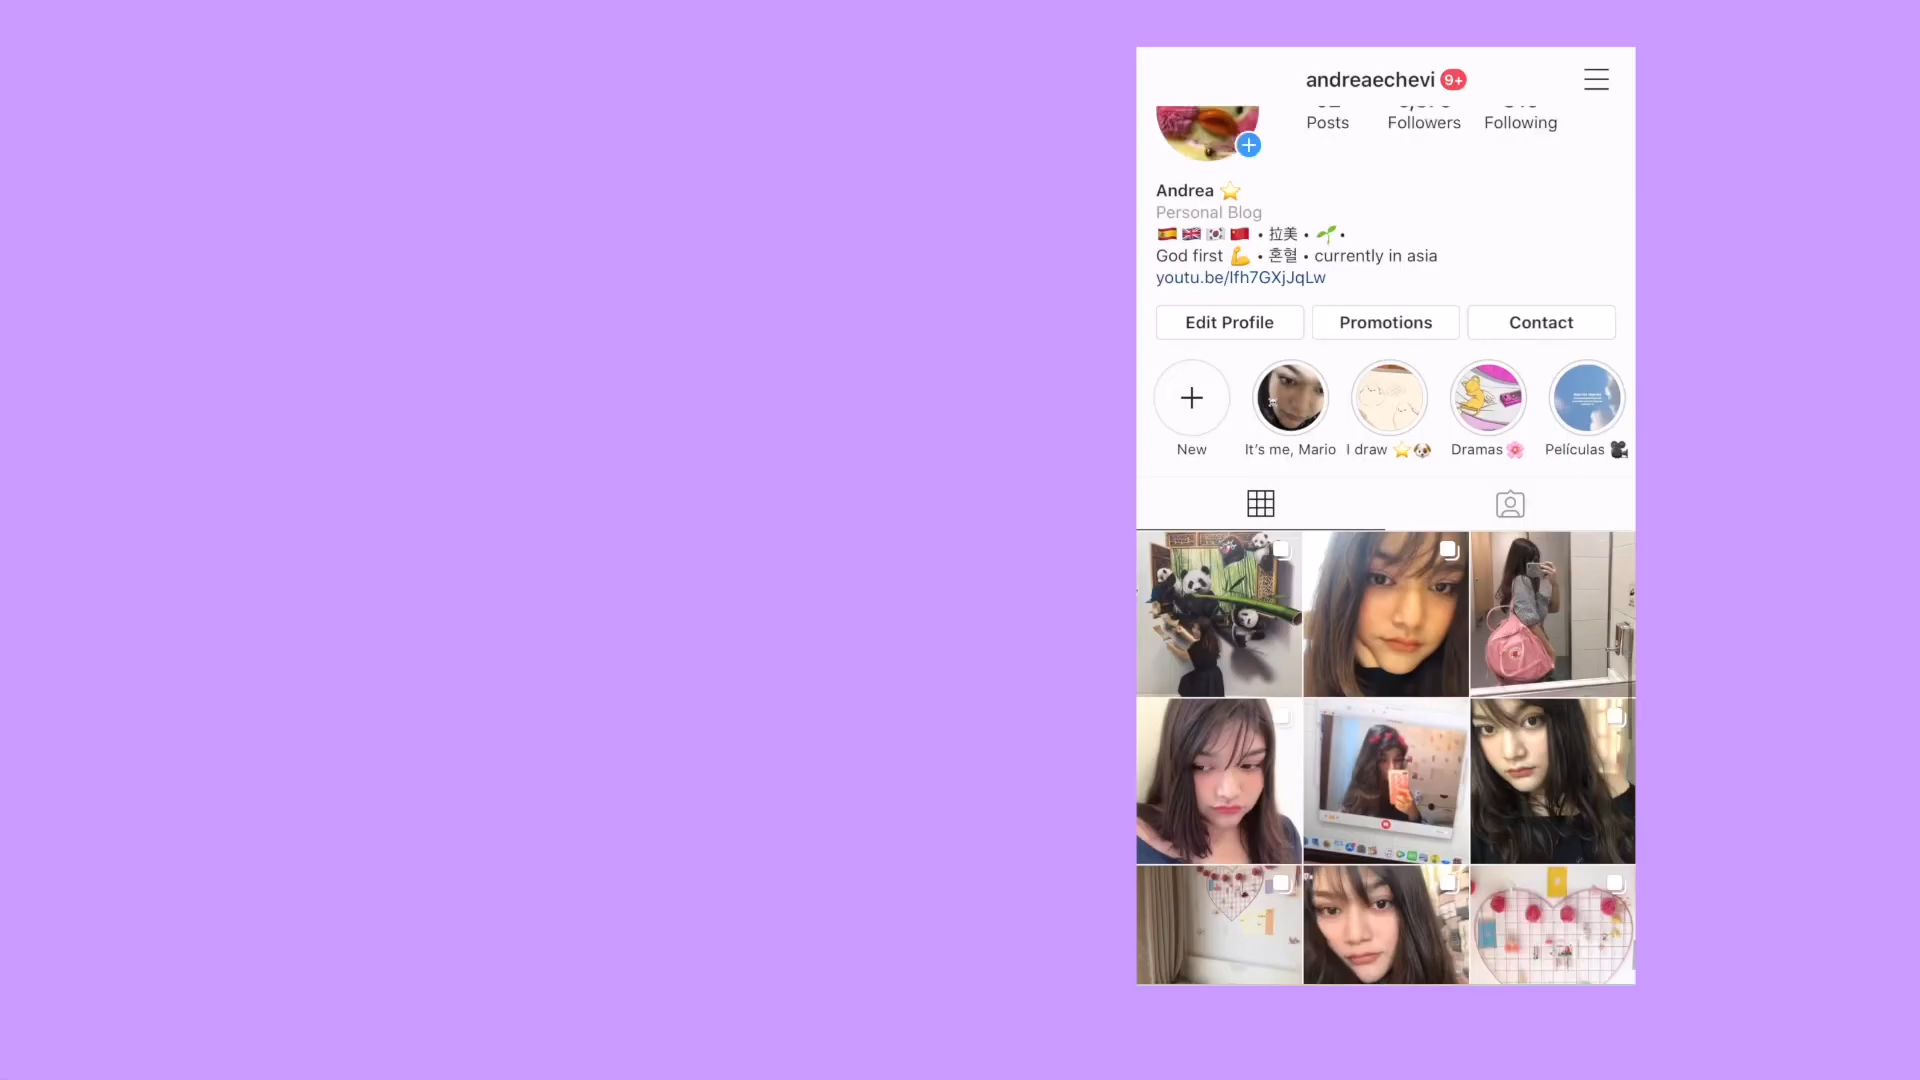 andreaechevi 9+
Posts Followers Following
Andrea ⭐
Personal Blog
🇪🇸 🇬🇧 🇰🇷 🇨🇳 • 拉美 • 🌱 •
God first 💪 • 혼혈 • currently in asia
youtu.be/lfh7GXjJqLw
Edit Profile Promotions Contact
New It's me, Mario I draw ⭐🐶 Dramas🌸 Películas 🎥